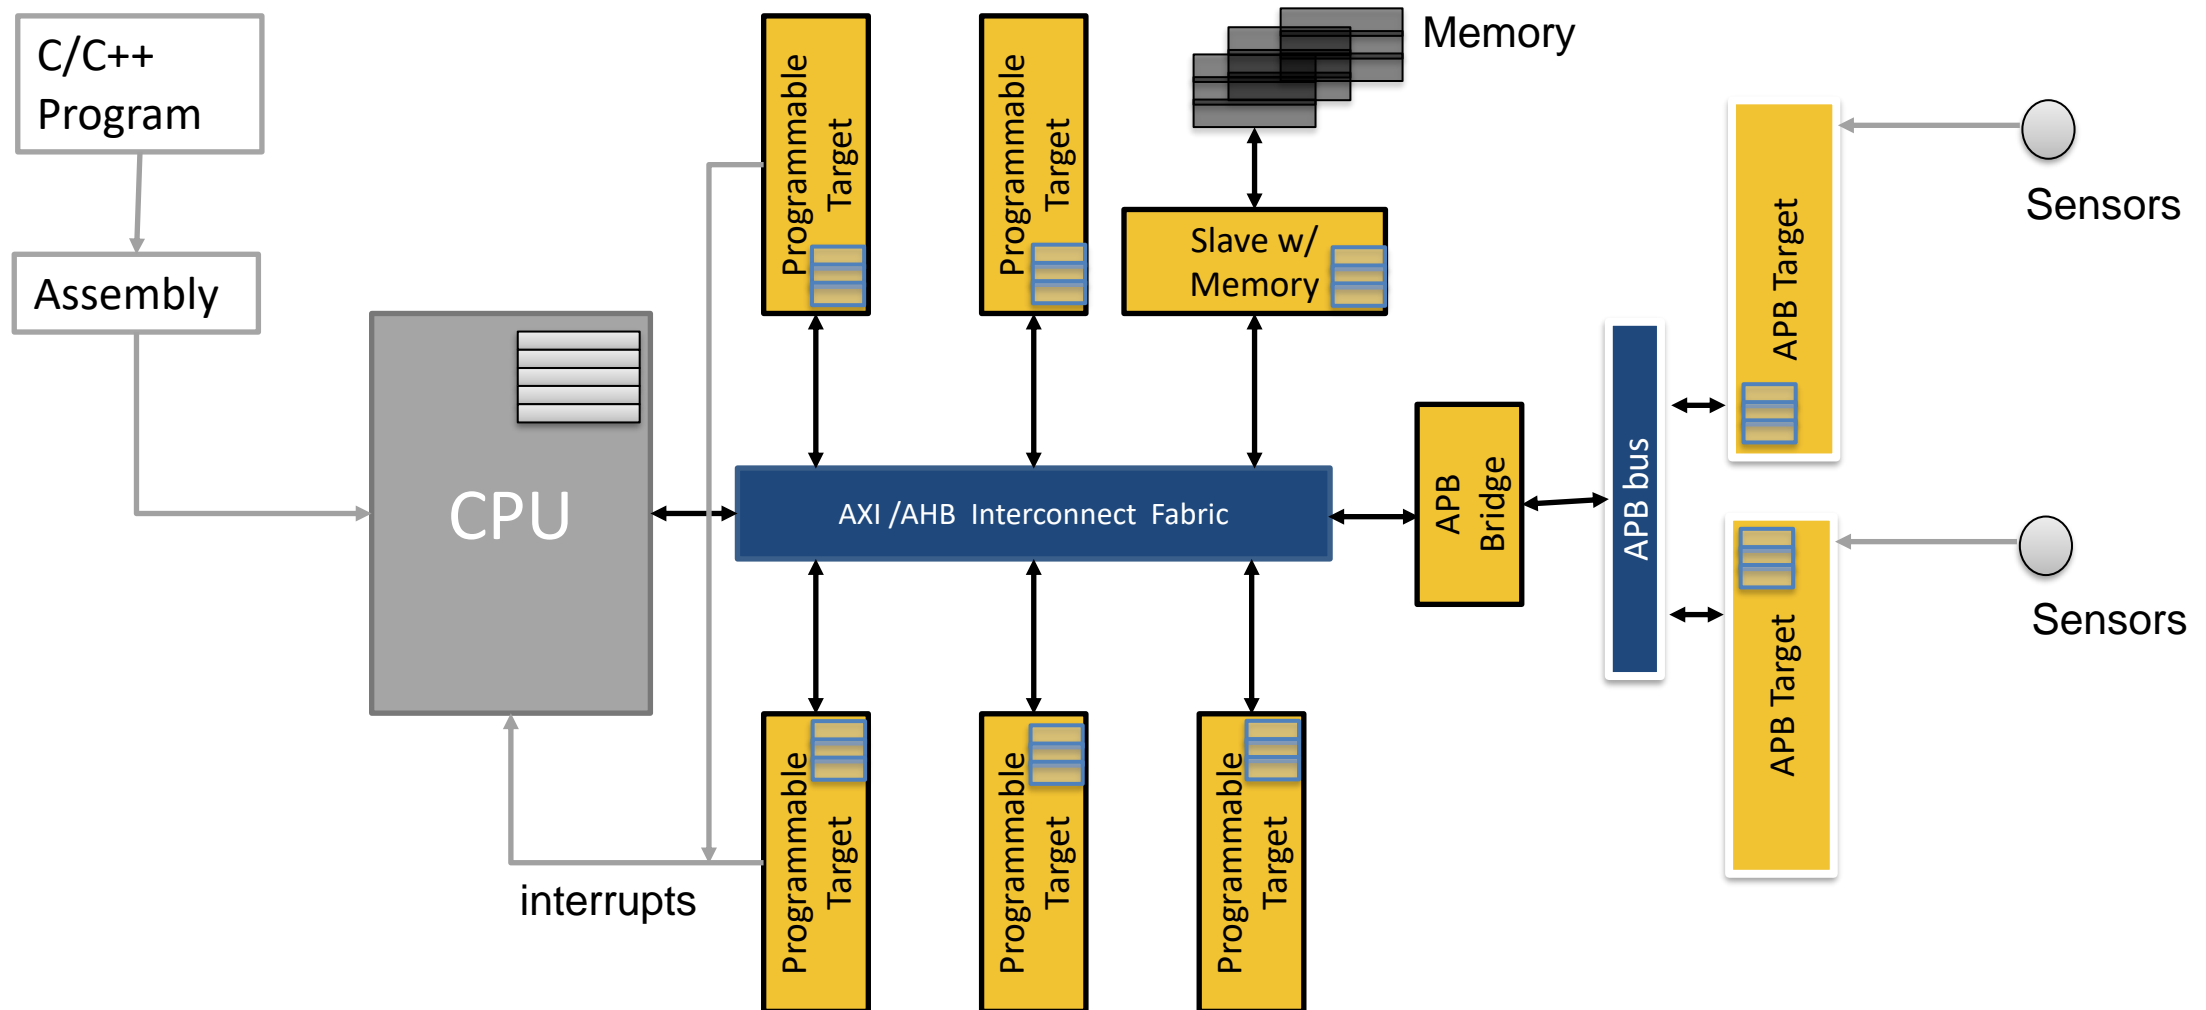 C/C++
Program
Assembly
CPU
interrupts
Programmable
Target
Programmable
Target
Memory
Slave w/
Memory
AXI /AHB Interconnect Fabric
Programmable
Target
Programmable
Target
Programmable
Target
APB
Bridge
APB bus
APB Target
Sensors
APB Target
Sensors